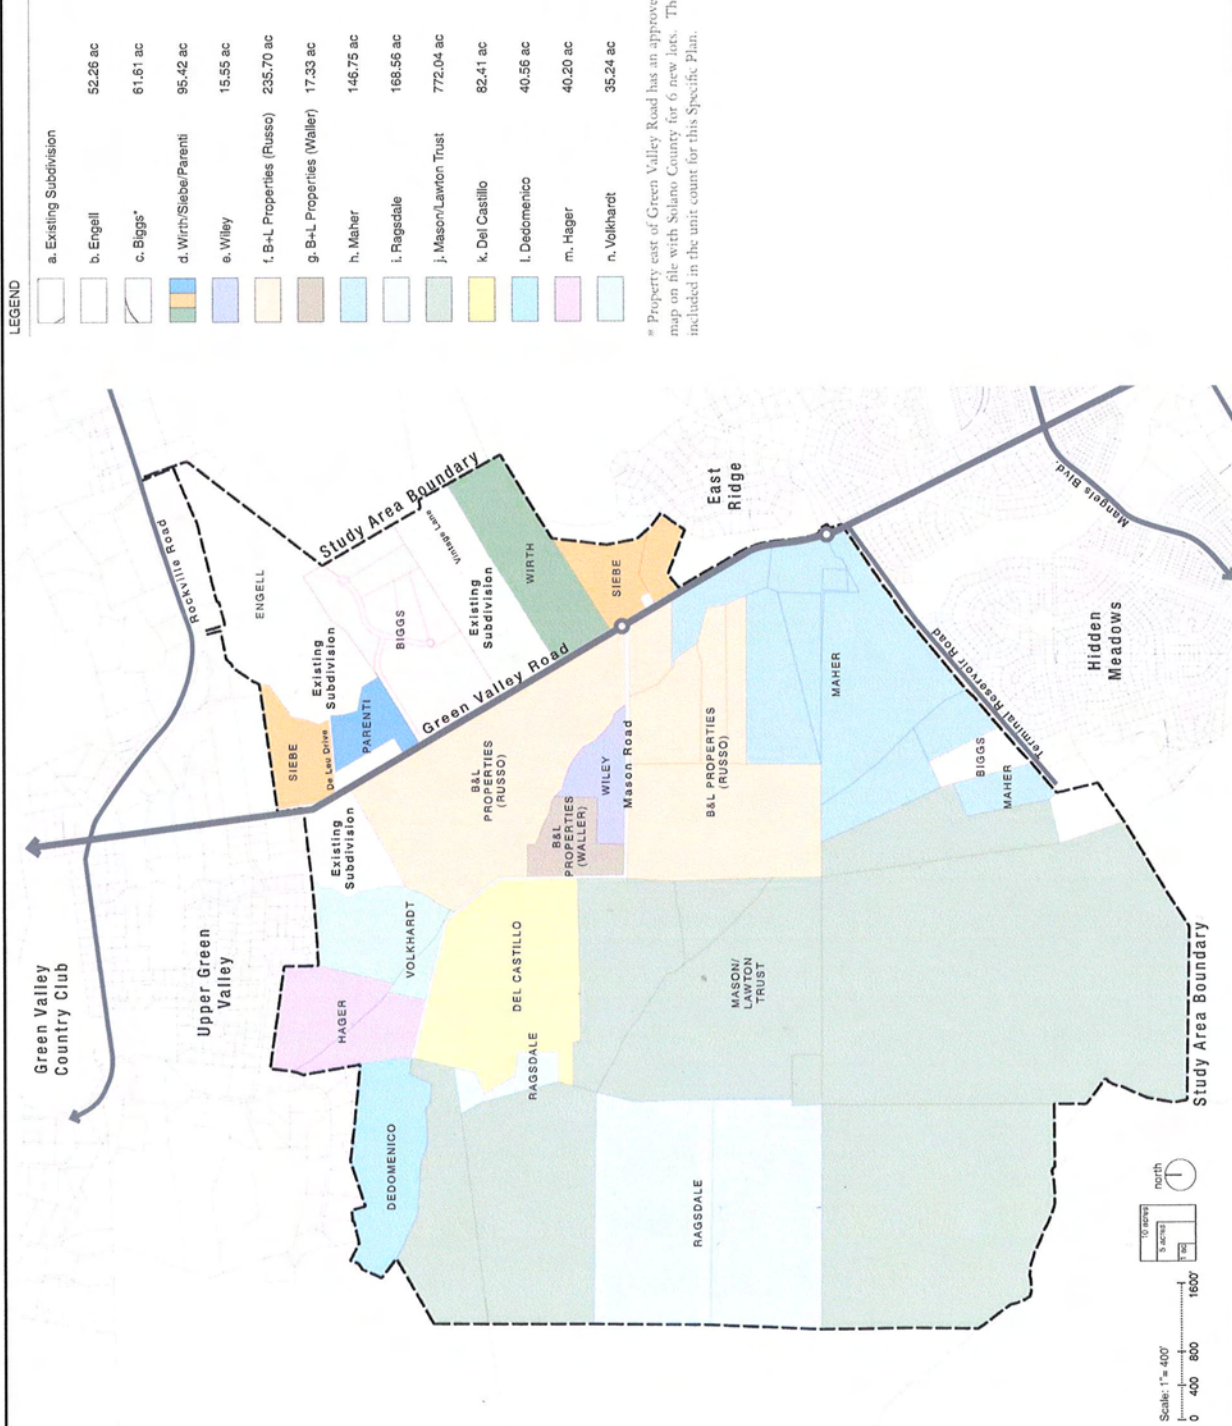 LEGEND
a. Existing Subdivision
b. Engell 52.26 ac
c. Biggs* 61.61 ac
d. Wirth/Siebe/Parenti 95.42 ac
e. Wiley 15.55 ac
f. B+L Properties (Russo) 235.70 ac
g. B+L Properties (Waller) 17.33 ac
h. Maher 146.75 ac
i. Ragsdale 168.56 ac
j. Mason/Lawton Trust 772.04 ac
k. Del Castillo 82.41 ac
l. Dedomenico 40.56 ac
m. Hager 40.20 ac
n. Volkhardt 35.24 ac
* Property east of Green Valley Road has an approve
map on file with Solano County for 6 new lots. Th
included in the unit count for this Specific Plan.
Green Valley
Country Club
Upper Green
Valley
Rockville Road
ENGELL
Study Area Boundary
Existing
Subdivision
BIGGS
Vintage Lane
Existing
Subdivision
WIRTH
SIEBE
East
Ridge
SIEBE
De Leu Drive
PARENTI
Green Valley Road
Existing
Subdivision
B&L
PROPERTIES
(RUSSO)
WILEY
Mason Road
B&L
PROPERTIES
(WALLER)
B&L PROPERTIES
(RUSSO)
MAHER
Mangels Blvd.
Terminal Reservoir Road
Hidden
Meadows
BIGGS
MAHER
VOLKHARDT
HAGER
DEL CASTILLO
RAGSDALE
MASON/
LAWTON
TRUST
DEDOMENICO
RAGSDALE
Study Area Boundary
Scale: 1"= 400'
0 400 800 1600'
10 acres
5 acres
1 ac
north